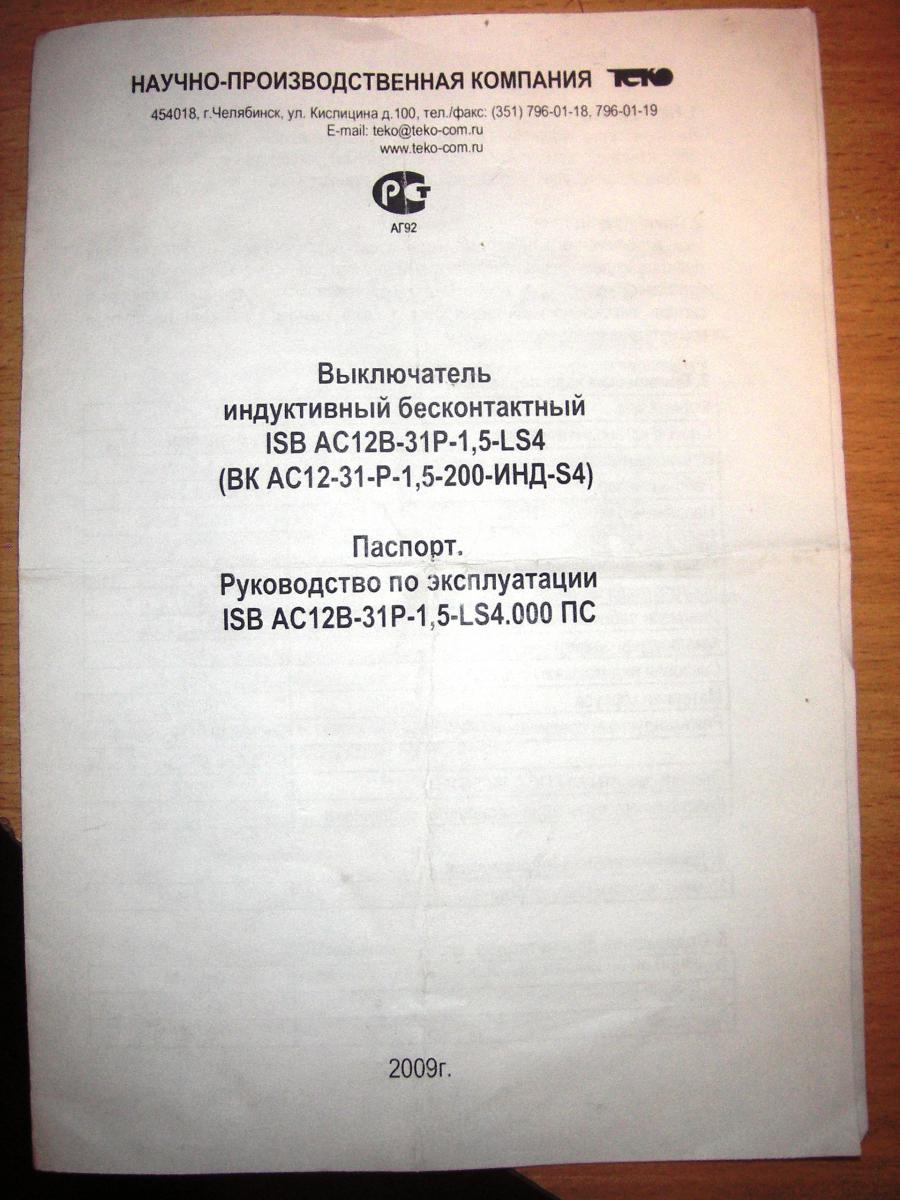 НАУЧНО-ПРОИЗВОДСТВЕННАЯ КОМПАНИЯ ТЕКО
454018, г.Челябинск, ул. Кислицина д.100, тел./факс: (351) 796-01-18, 796-01-19
E-mail: teko@teko-com.ru
www.teko-com.ru
РСТ
АГ92
Выключатель
индуктивный бесконтактный
ISB AC12B-31P-1,5-LS4
(ВК АС12-31-Р-1,5-200-ИНД-S4)
Паспорт.
Руководство по эксплуатации
ISB AC12B-31P-1,5-LS4.000 ПС
2009г.